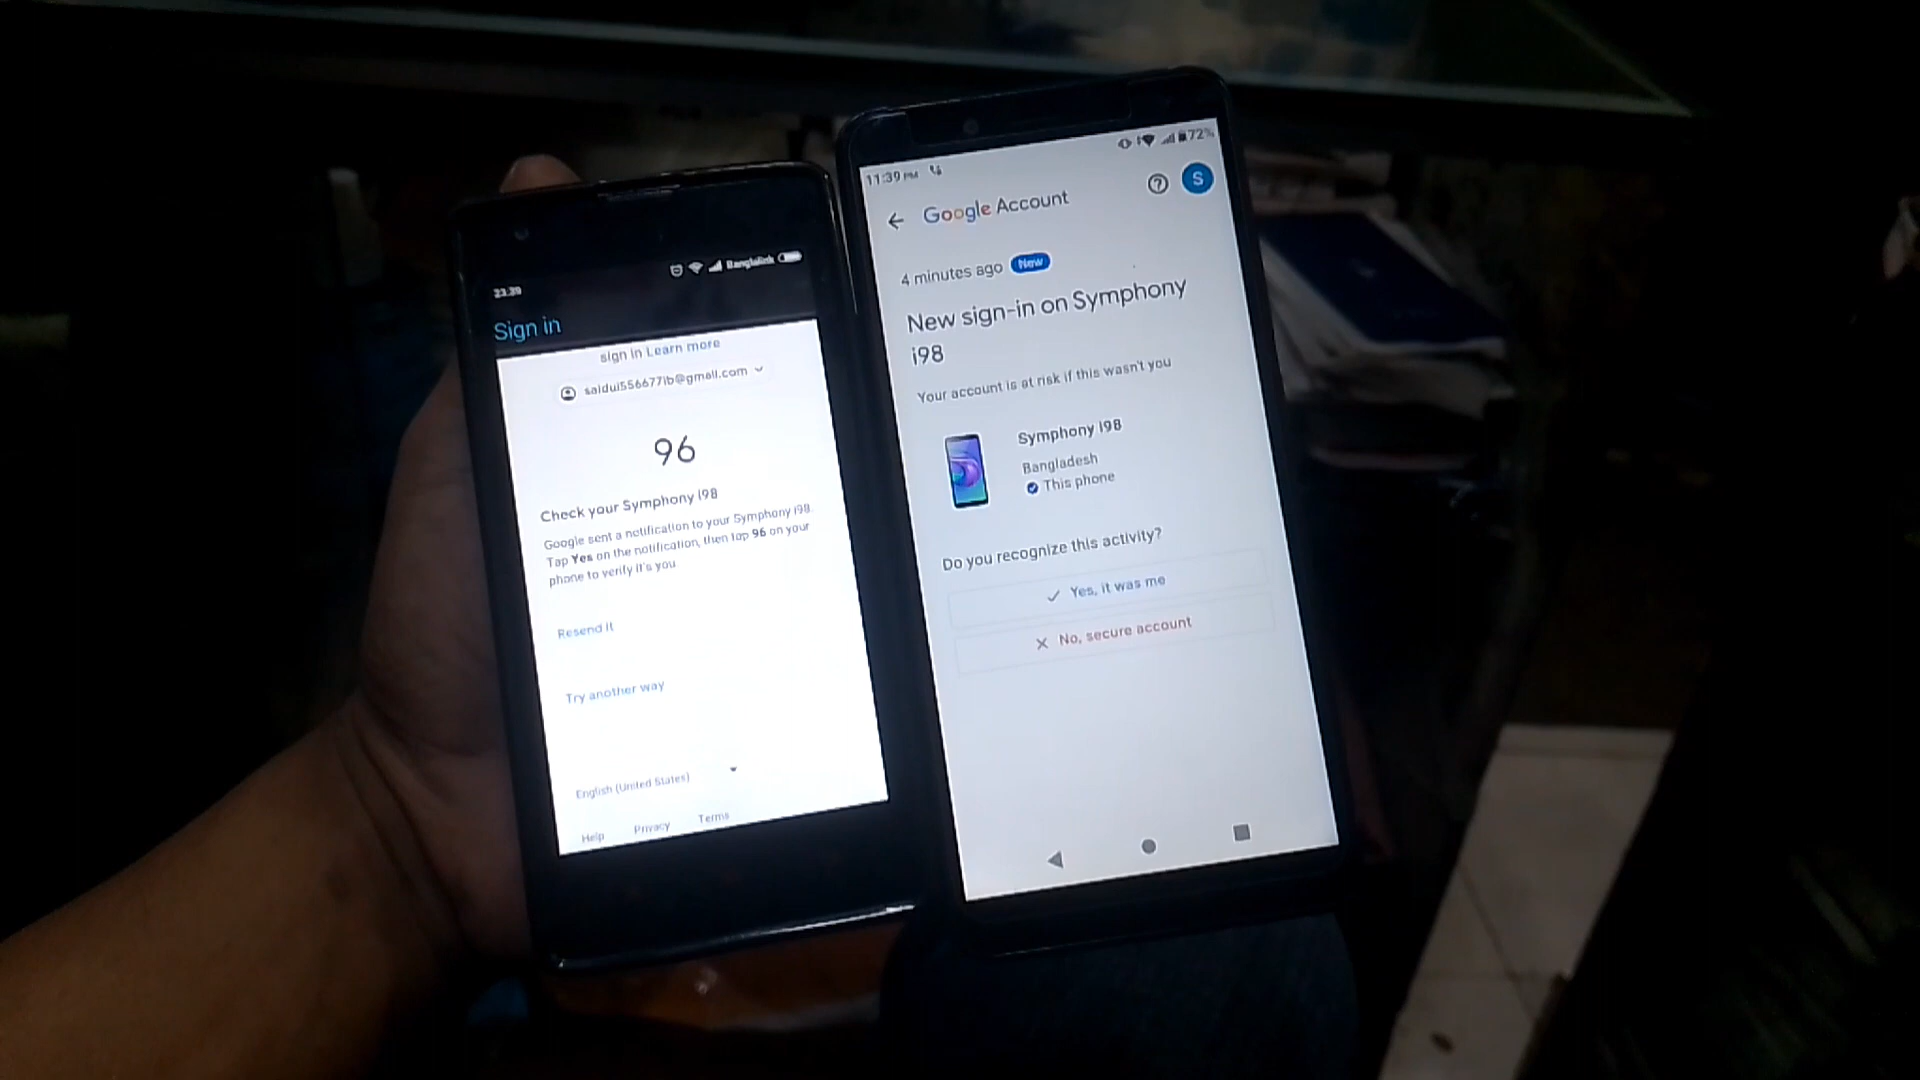 23:39
Banglalink
Sign in
sign in Learn more
saidul556677ib@gmail.com
96
Check your Symphony i98
Google sent a notification to your Symphony i98.
Tap Yes on the notification, then tap 96 on your
phone to verify it's you
Resend it
Try another way
English (United States)
Help Privacy Terms
11:39 PM
72%
Google Account
S
4 minutes ago New
New sign-in on Symphony
i98
Your account is at risk if this wasn't you
Symphony i98
Bangladesh
This phone
Do you recognize this activity?
Yes, it was me
No, secure account